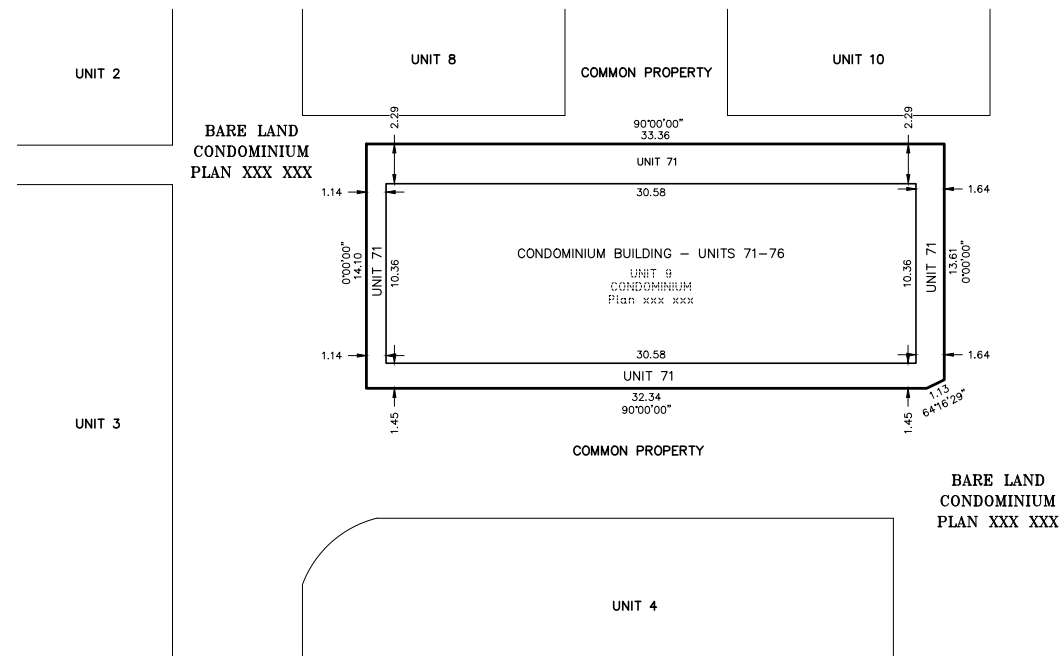 UNIT 2
UNIT 8
COMMON PROPERTY
UNIT 10
BARE LAND
CONDOMINIUM
PLAN XXX XXX
2.29
90°00'00"
33.36
2.29
UNIT 71
1.14
30.58
1.64
0°00'00"
14.10
UNIT 71
10.36
CONDOMINIUM BUILDING – UNITS 71–76
UNIT 9
CONDOMINIUM
Plan xxx xxx
10.36
UNIT 71
13.61
0°00'00"
1.14
30.58
1.64
UNIT 71
32.34
90°00'00"
1.13
64°16'29"
1.45
1.45
UNIT 3
COMMON PROPERTY
BARE LAND
CONDOMINIUM
PLAN XXX XXX
UNIT 4